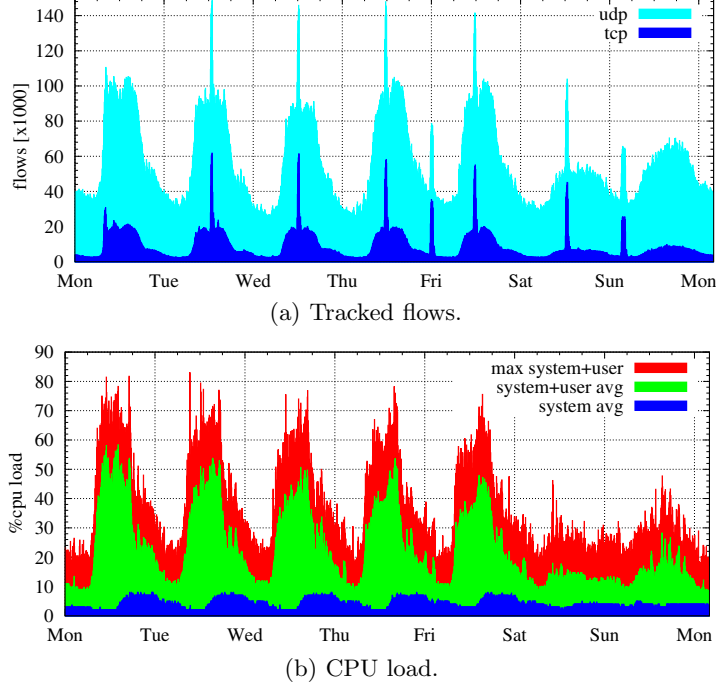 140
120
100
80
60
40
20
0
flows [x1000]
udp
tcp
Mon Tue Wed Thu Fri Sat Sun Mon
(a) Tracked flows.
90
80
70
60
50
40
30
20
10
0
%cpu load
max system+user
system+user avg
system avg
Mon Tue Wed Thu Fri Sat Sun Mon
(b) CPU load.